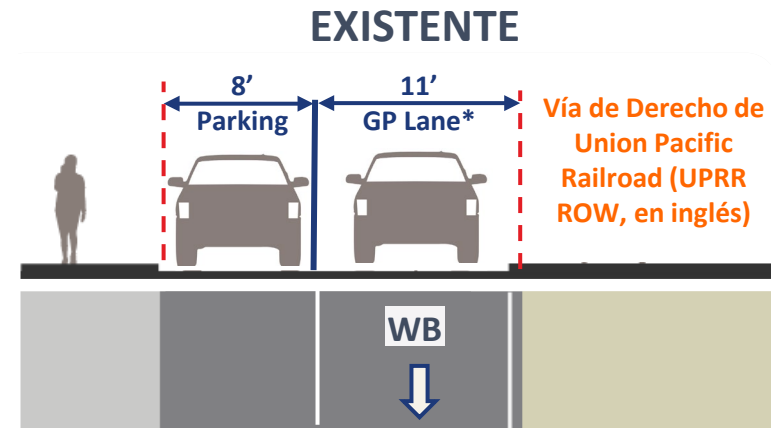 EXISTENTE
8’
Parking
11’
GP Lane*
Vía de Derecho de
Union Pacific
Railroad (UPRR
ROW, en inglés)
WB